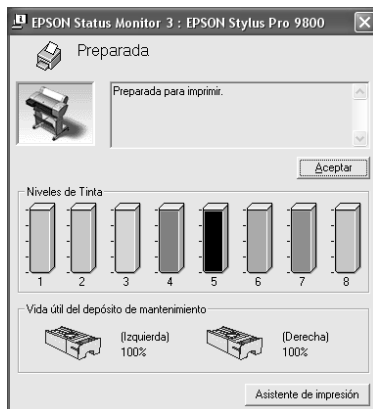 EPSON Status Monitor 3 : EPSON Stylus Pro 9800
Preparada
Preparada para imprimir.
Aceptar
Niveles de Tinta
1 2 3 4 5 6 7 8
Vida útil del depósito de mantenimiento
(Izquierda) (Derecha)
100% 100%
Asistente de impresión